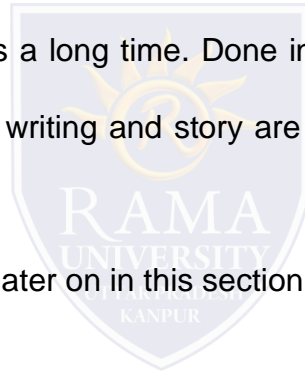 s a long time. Done in
writing and story are
RAMA
UNIVERSITY
UTTAR PRADESH
KANPUR
ater on in this section